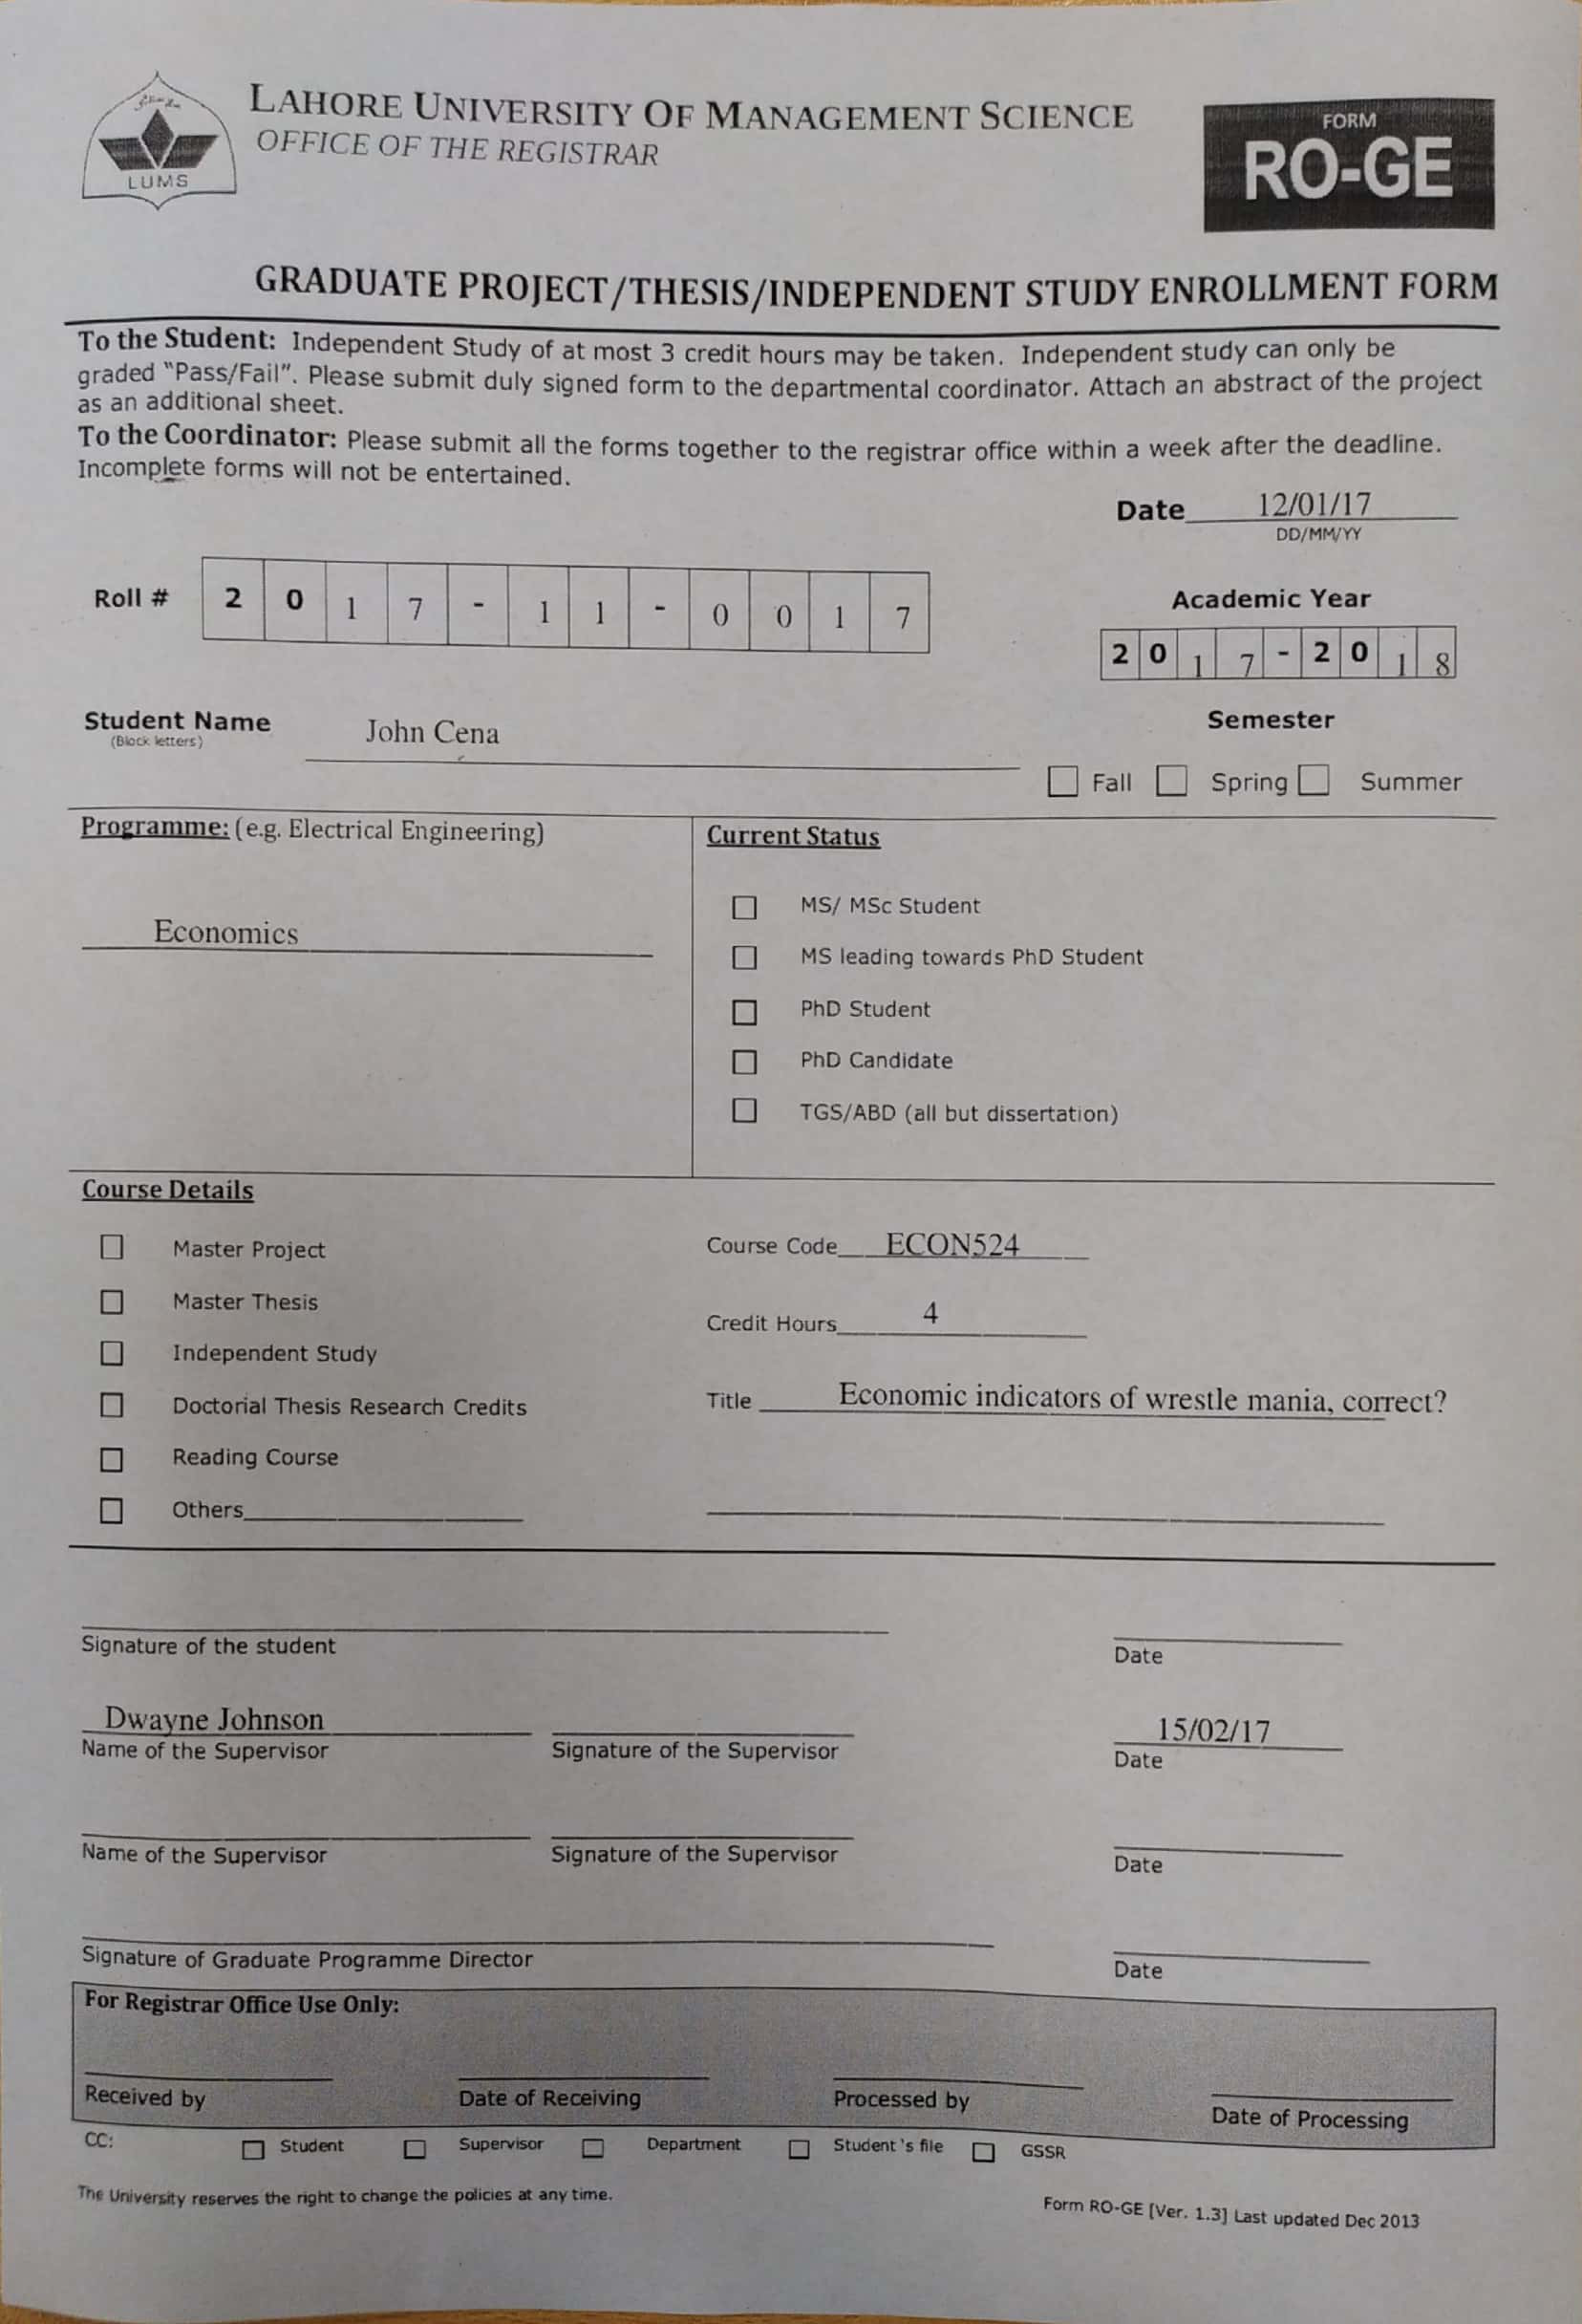 LUMS
LAHORE UNIVERSITY OF MANAGEMENT SCIENCE
OFFICE OF THE REGISTRAR
FORM
RO-GE
GRADUATE PROJECT/THESIS/INDEPENDENT STUDY ENROLLMENT FORM
To the Student: Independent Study of at most 3 credit hours may be taken. Independent study can only be
graded "Pass/Fail". Please submit duly signed form to the departmental coordinator. Attach an abstract of the project
as an additional sheet.
To the Coordinator: Please submit all the forms together to the registrar office within a week after the deadline.
Incomplete forms will not be entertained.
Date 12/01/17
DD/MM/YY
Roll # 2 0 1 7 - 1 1 - 0 0 1 7
Academic Year
2 0 1 7 - 2 0 1 8
Student Name John Cena
(Block letters)
Semester
Fall Spring Summer
Programme: (e.g. Electrical Engineering)
Economics
Current Status
MS/ MSc Student
MS leading towards PhD Student
PhD Student
PhD Candidate
TGS/ABD (all but dissertation)
Course Details
Master Project
Master Thesis
Independent Study
Doctorial Thesis Research Credits
Reading Course
Others
Course Code ECON524
Credit Hours 4
Title Economic indicators of wrestle mania, correct?
Signature of the student Date
Dwayne Johnson 15/02/17
Name of the Supervisor Signature of the Supervisor Date
Name of the Supervisor Signature of the Supervisor Date
Signature of Graduate Programme Director Date
For Registrar Office Use Only:
Received by Date of Receiving Processed by Date of Processing
CC: Student Supervisor Department Student's file GSSR
The University reserves the right to change the policies at any time.
Form RO-GE [Ver. 1.3] Last updated Dec 2013